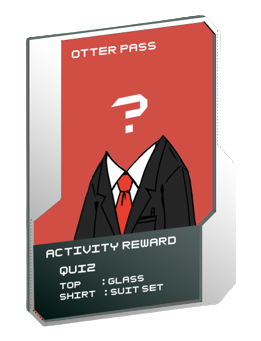 OTTER PASS
?
ACTIVITY REWARD
QUIZ
TOP : GLASS
SHIRT : SUIT SET